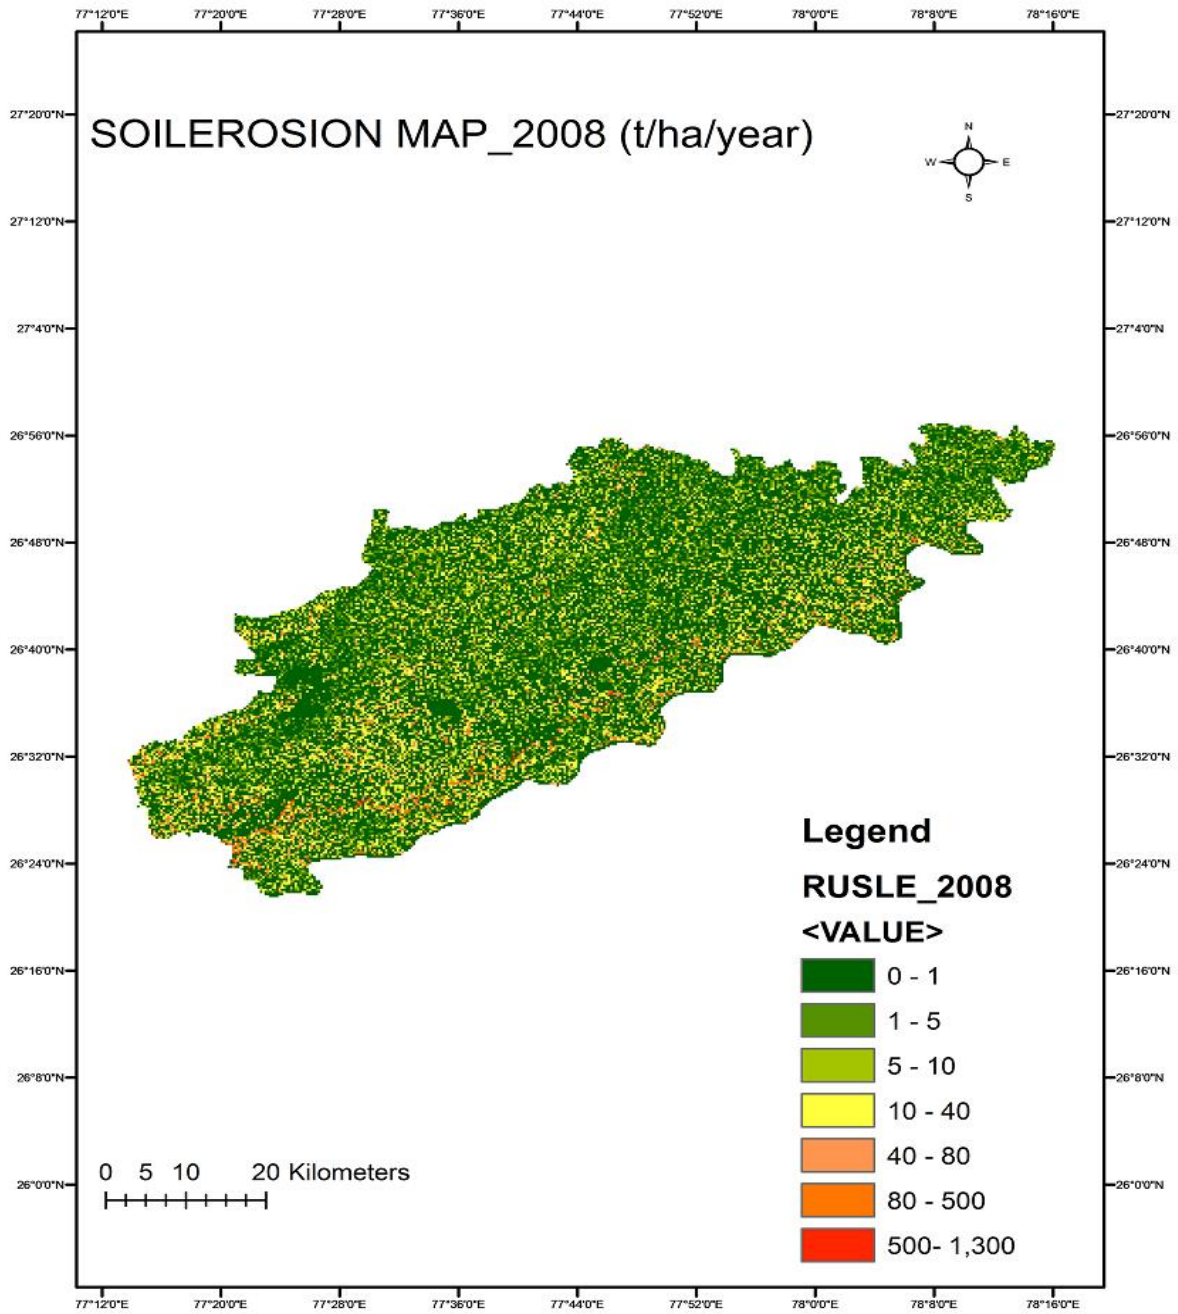 77°12'0"E 77°20'0"E 77°28'0"E 77°36'0"E 77°44'0"E 77°52'0"E 78°0'0"E 78°8'0"E 78°16'0"E
27°20'0"N 27°20'0"N
SOILEROSION MAP_2008 (t/ha/year)
N
W E
S
27°12'0"N 27°12'0"N
27°4'0"N 27°4'0"N
26°56'0"N 26°56'0"N
26°48'0"N 26°48'0"N
26°40'0"N 26°40'0"N
26°32'0"N 26°32'0"N
Legend
26°24'0"N 26°24'0"N
RUSLE_2008
<VALUE>
26°16'0"N 26°16'0"N
0 - 1
1 - 5
5 - 10
26°8'0"N 26°8'0"N
10 - 40
40 - 80
0 5 10 20 Kilometers
26°0'0"N 26°0'0"N
80 - 500
500- 1,300
77°12'0"E 77°20'0"E 77°28'0"E 77°36'0"E 77°44'0"E 77°52'0"E 78°0'0"E 78°8'0"E 78°16'0"E